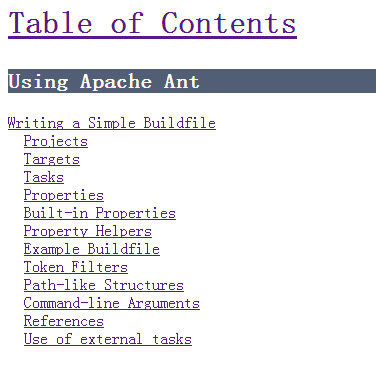 Table of Contents
Using Apache Ant
Writing a Simple Buildfile
Projects
Targets
Tasks
Properties
Built-in Properties
Property Helpers
Example Buildfile
Token Filters
Path-like Structures
Command-line Arguments
References
Use of external tasks